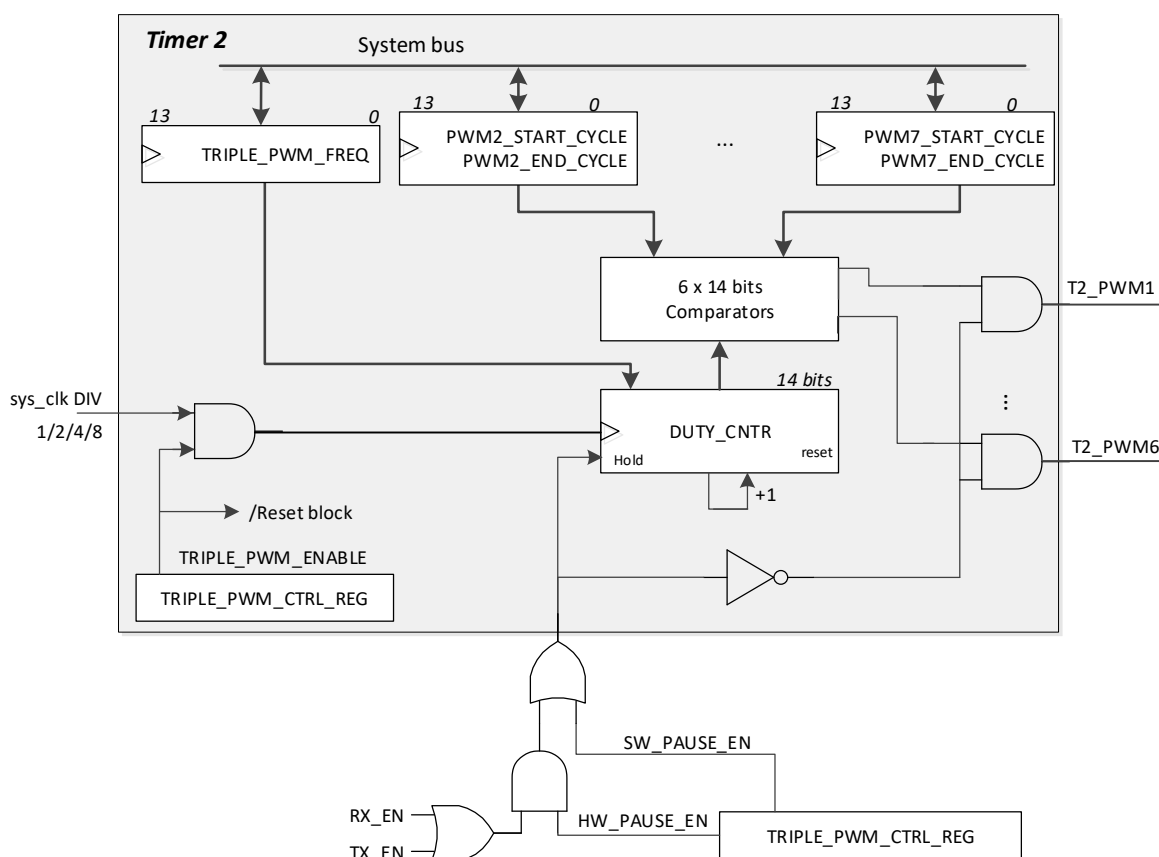 Timer 2
System bus
13
0
TRIPLE_PWM_FREQ
13
0
PWM2_START_CYCLE
PWM2_END_CYCLE
...
13
0
PWM7_START_CYCLE
PWM7_END_CYCLE
6 x 14 bits
Comparators
T2_PWM1
14 bits
sys_clk DIV
1/2/4/8
DUTY_CNTR
Hold
reset
+1
...
T2_PWM6
/Reset block
TRIPLE_PWM_ENABLE
TRIPLE_PWM_CTRL_REG
SW_PAUSE_EN
RX_EN
HW_PAUSE_EN
TRIPLE_PWM_CTRL_REG
TX_EN